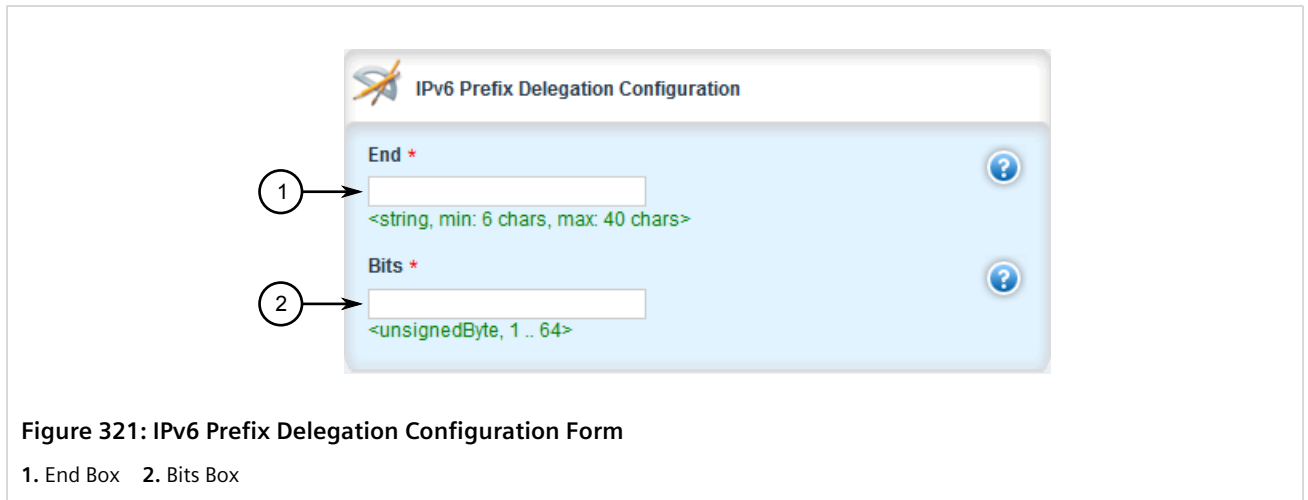 IPv6 Prefix Delegation Configuration
End *
?
1
<string, min: 6 chars, max: 40 chars>
Bits *
?
2
<unsignedByte, 1 .. 64>
Figure 321: IPv6 Prefix Delegation Configuration Form
1. End Box 2. Bits Box